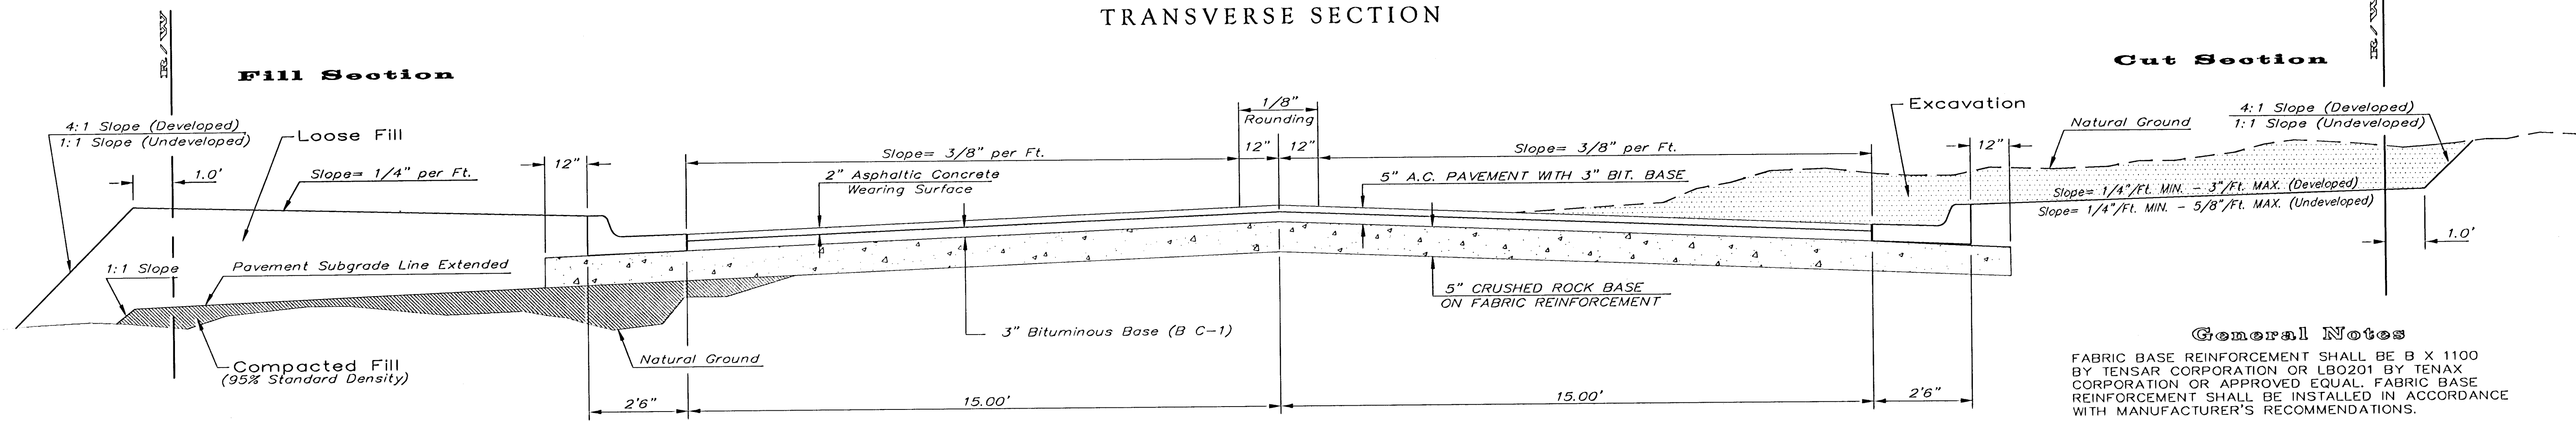 TRANSVERSE SECTION
R/W
R/W
Fill Section
Cut Section
4:1 Slope (Developed)
1:1 Slope (Undeveloped)
Loose Fill
1.0'
Slope= 1/4" per Ft.
12"
Slope= 3/8" per Ft.
2" Asphaltic Concrete
Wearing Surface
1/8"
Rounding
12"
12"
Slope= 3/8" per Ft.
5" A.C. PAVEMENT WITH 3" BIT. BASE
Excavation
Natural Ground
12"
4:1 Slope (Developed)
1:1 Slope (Undeveloped)
Slope= 1/4"/Ft. MIN. - 3"/Ft. MAX. (Developed)
Slope= 1/4"/Ft. MIN. - 5/8"/Ft. MAX. (Undeveloped)
1.0'
1:1 Slope
Pavement Subgrade Line Extended
5" CRUSHED ROCK BASE
ON FABRIC REINFORCEMENT
3" Bituminous Base (B C-1)
Natural Ground
Compacted Fill
(95% Standard Density)
2'6"
15.00'
15.00'
2'6"
General Notes
FABRIC BASE REINFORCEMENT SHALL BE B X 1100
BY TENSAR CORPORATION OR LBO201 BY TENAX
CORPORATION OR APPROVED EQUAL. FABRIC BASE
REINFORCEMENT SHALL BE INSTALLED IN ACCORDANCE
WITH MANUFACTURER'S RECOMMENDATIONS.